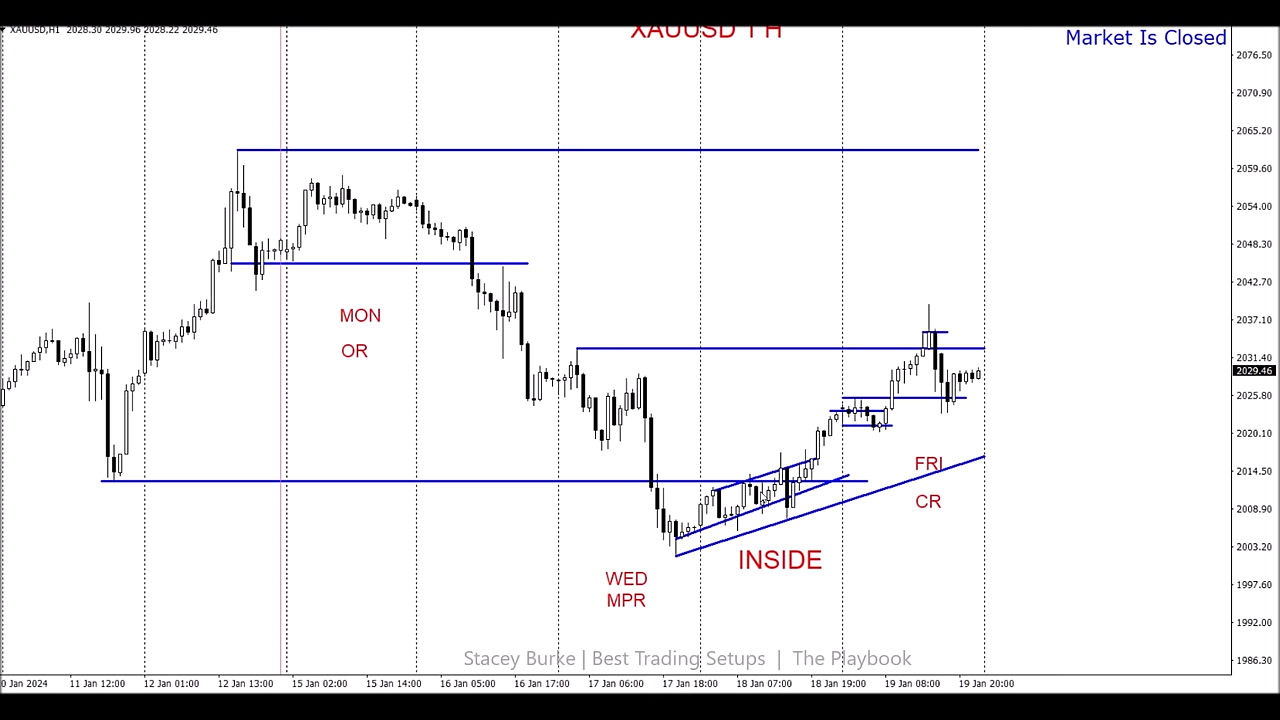 XAUUSD,H1 2028.30 2029.96 2028.22 2029.46
XAUUSD 1 H
Market Is Closed
2076.50
2070.90
2065.20
2059.60
2054.00
2048.30
2042.70
2037.10
2031.40
2029.46
2025.80
2020.10
2014.50
2008.90
2003.20
1997.60
1992.00
1986.30
MON
OR
FRI
CR
INSIDE
WED
MPR
Stacey Burke | Best Trading Setups | The Playbook
0 Jan 2024 11 Jan 12:00 12 Jan 01:00 12 Jan 13:00 15 Jan 02:00 15 Jan 14:00 16 Jan 05:00 16 Jan 17:00 17 Jan 06:00 17 Jan 18:00 18 Jan 07:00 18 Jan 19:00 19 Jan 08:00 19 Jan 20:00